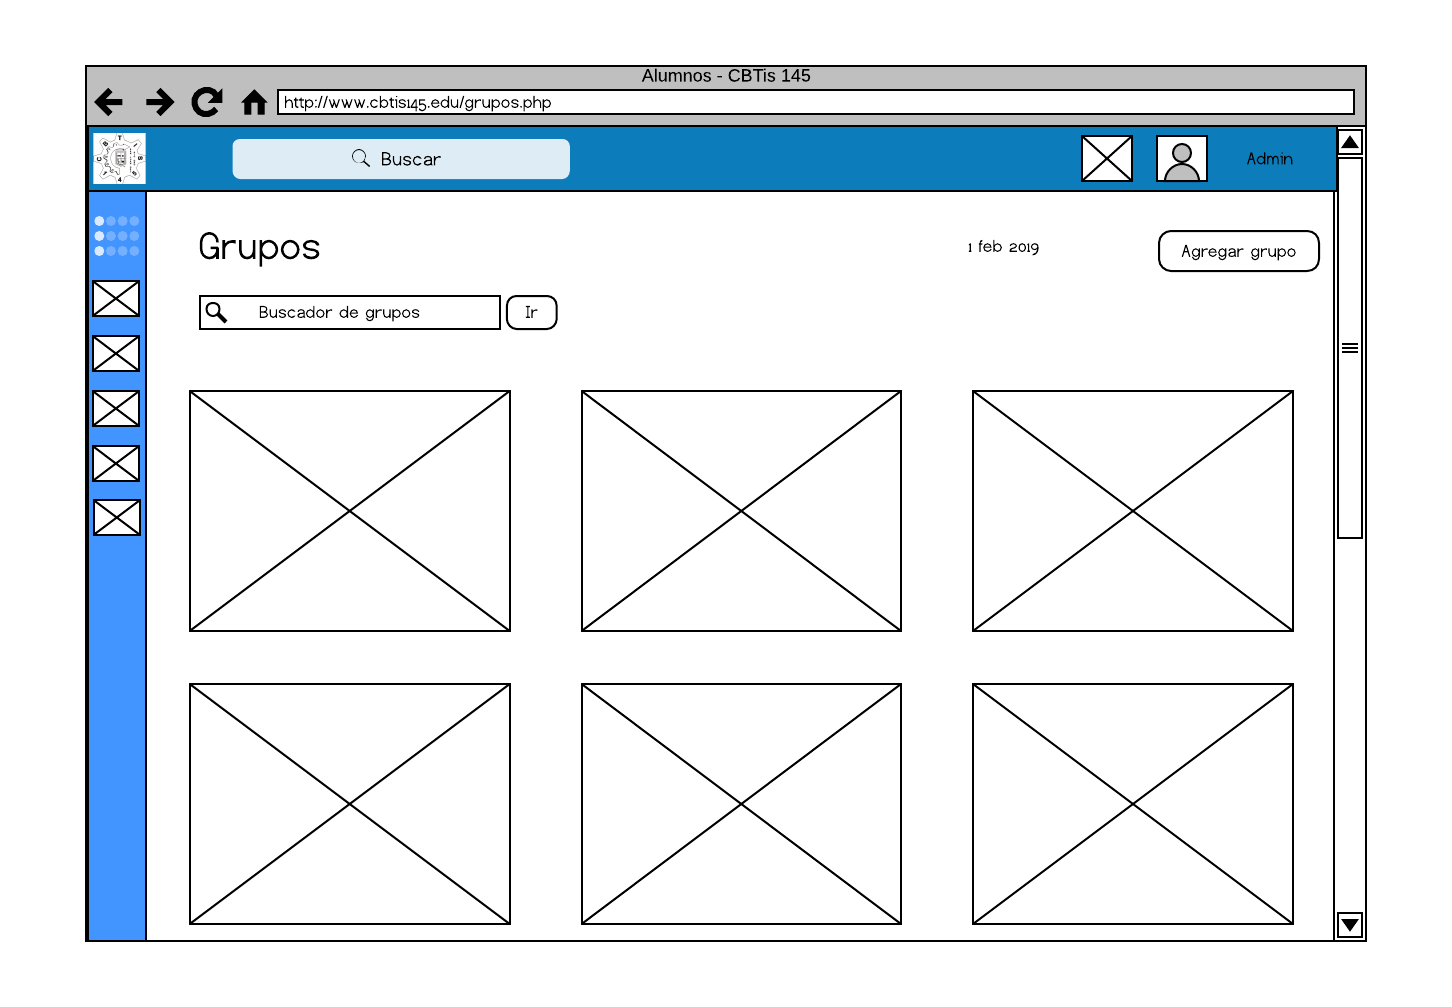 Alumnos - CBTis 145
http://www.cbtis145.edu/grupos.php
Buscar
Admin
Grupos
1 feb 2019
Agregar grupo
Buscador de grupos
Ir